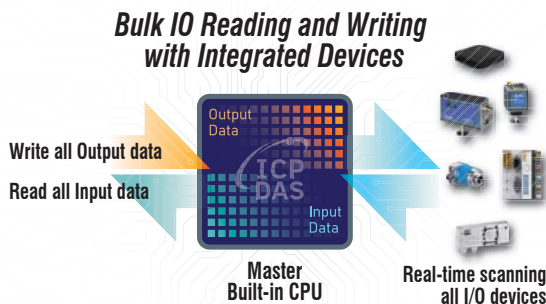 Bulk IO Reading and Writing
with Integrated Devices
Output
Data
Write all Output data
Read all Input data
ICP
DAS
Input
Data
Master
Built-in CPU
Real-time scanning
all I/O devices